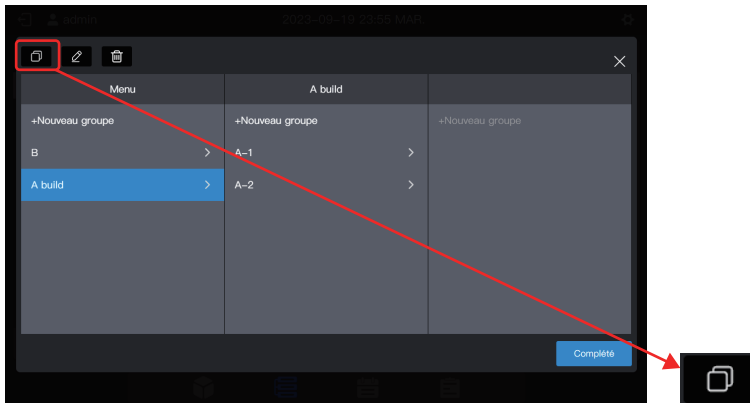 admin 2023-09-19 23:55 MAR.
Menu A build
+Nouveau groupe +Nouveau groupe +Nouveau groupe
B > A-1 >
A build > A-2 >
Complété